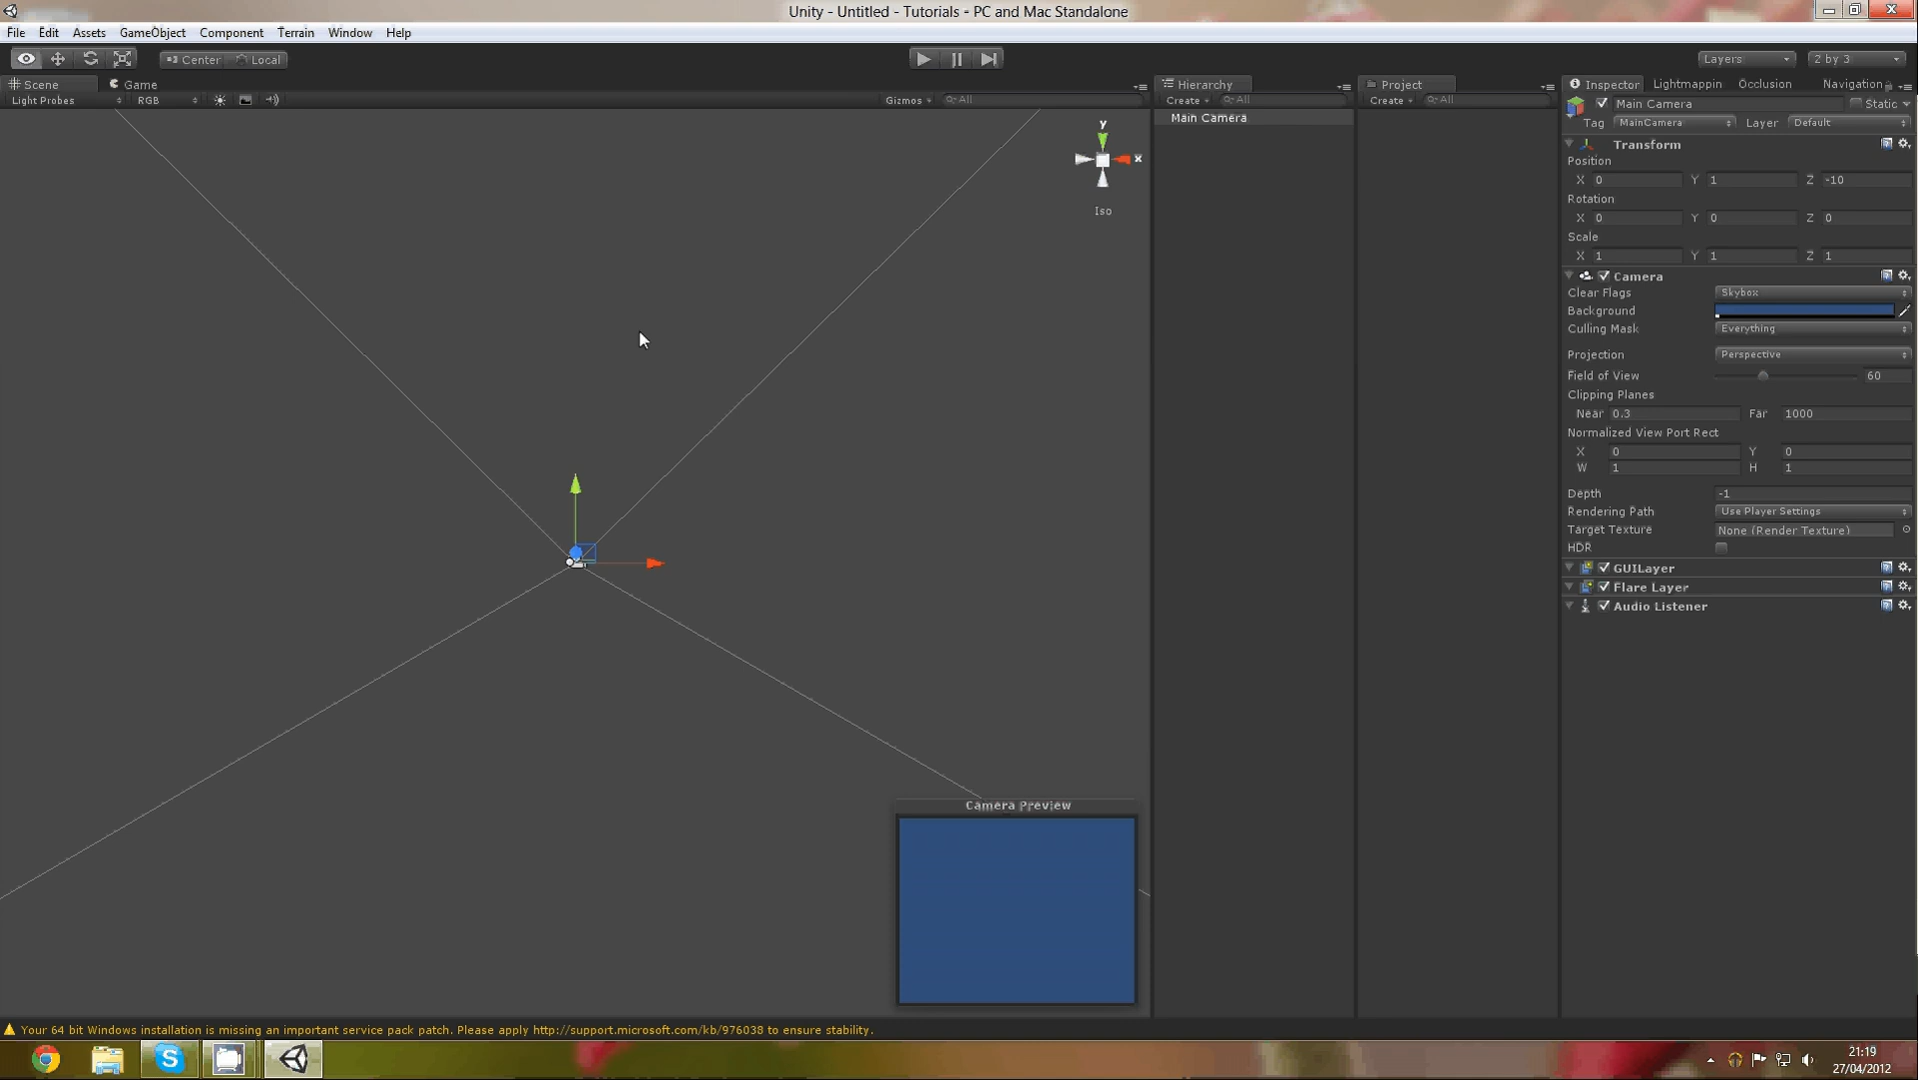 Unity - Untitled - Tutorials - PC and Mac Standalone
File Edit Assets GameObject Component Terrain Window Help
Center Local
Layers 2 by 3
Scene Game
Light Probes RGB Gizmos All
y
x
Iso
Hierarchy
Create All
Main Camera
Project
Create All
Inspector Lightmappin Occlusion Navigation
Main Camera Static
Tag MainCamera Layer Default
Transform
Position
X 0 Y 1 Z -10
Rotation
X 0 Y 0 Z 0
Scale
X 1 Y 1 Z 1
Camera
Clear Flags Skybox
Background
Culling Mask Everything
Projection Perspective
Field of View 60
Clipping Planes
Near 0.3 Far 1000
Normalized View Port Rect
X 0 Y 0
W 1 H 1
Depth -1
Rendering Path Use Player Settings
Target Texture None (Render Texture)
HDR
GUILayer
Flare Layer
Audio Listener
Camera Preview
Your 64 bit Windows installation is missing an important service pack patch. Please apply http://support.microsoft.com/kb/976038 to ensure stability.
21:19
27/04/2012